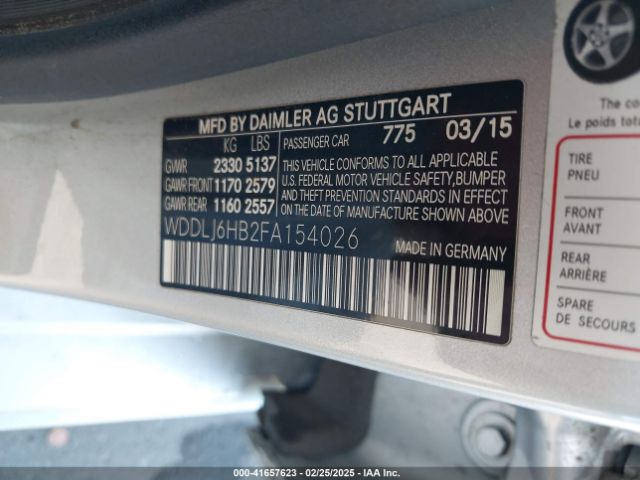 MFD BY DAIMLER AG STUTTGART
KG LBS
PASSENGER CAR 775 03/15
GVWR 2330 5137
GAWR FRONT 1170 2579
GAWR REAR 1160 2557
THIS VEHICLE CONFORMS TO ALL APPLICABLE
U.S. FEDERAL MOTOR VEHICLE SAFETY, BUMPER
AND THEFT PREVENTION STANDARDS IN EFFECT
ON THE DATE OF MANUFACTURE SHOWN ABOVE
WDDLJ6HB2FA154026
MADE IN GERMANY
The co
Le poids tota
TIRE
PNEU
FRONT
AVANT
REAR
ARRIÈRE
SPARE
DE SECOURS
000-41657623 - 02/25/2025 - IAA Inc.